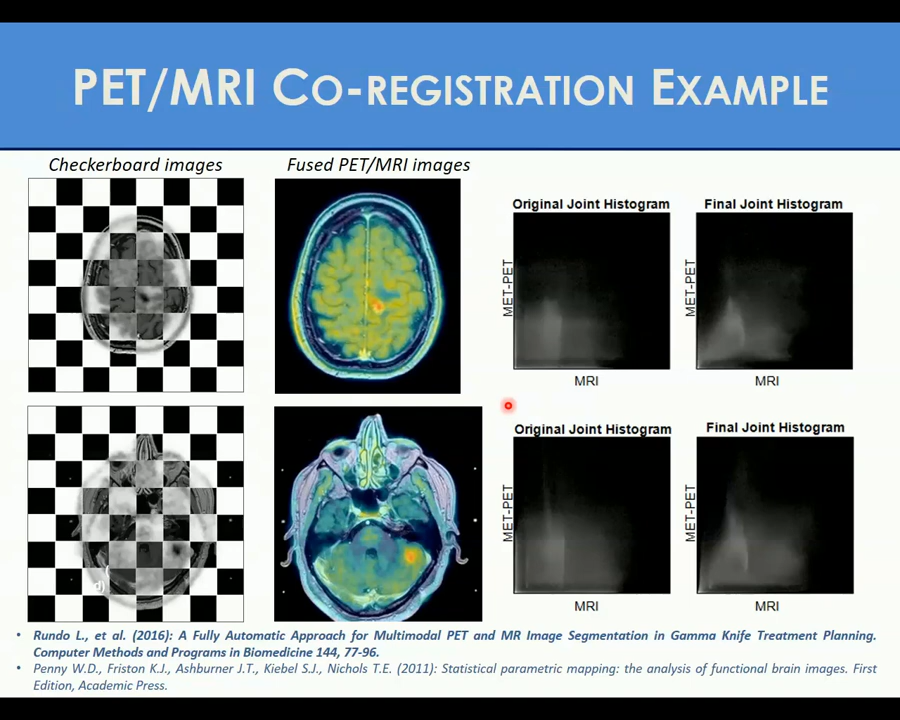 PET/MRI CO-REGISTRATION EXAMPLE
Checkerboard images
Fused PET/MRI images
Original Joint Histogram
MET-PET
MRI
Final Joint Histogram
MET-PET
MRI
d)
Original Joint Histogram
MET-PET
MRI
Final Joint Histogram
MET-PET
MRI
• Rundo L., et al. (2016): A Fully Automatic Approach for Multimodal PET and MR Image Segmentation in Gamma Knife Treatment Planning.
Computer Methods and Programs in Biomedicine 144, 77-96.
• Penny W.D., Friston K.J., Ashburner J.T., Kiebel S.J., Nichols T.E. (2011): Statistical parametric mapping: the analysis of functional brain images. First
Edition, Academic Press.